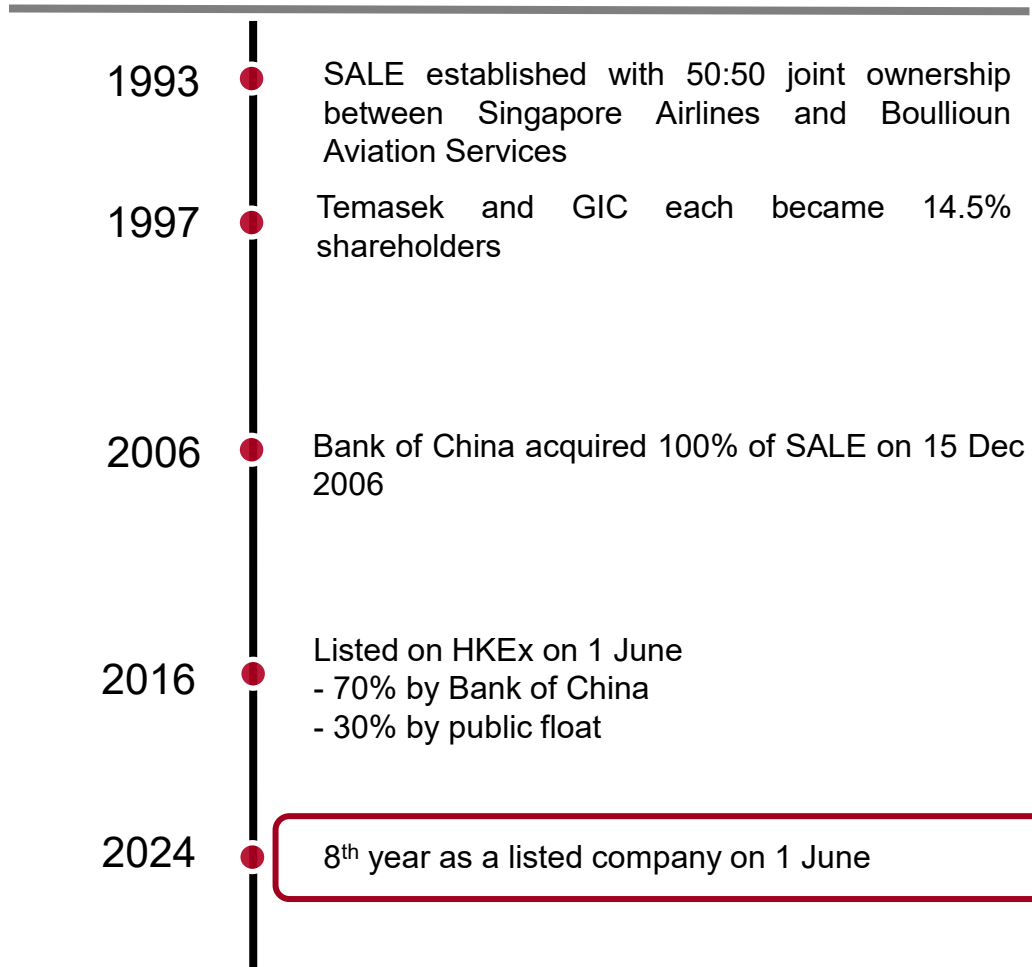 1993
SALE established with 50:50 joint ownership
between Singapore Airlines and Boullioun
Aviation Services
1997
Temasek and GIC each became 14.5%
shareholders
2006
Bank of China acquired 100% of SALE on 15 Dec
2006
2016
Listed on HKEx on 1 June
- 70% by Bank of China
- 30% by public float
2024
8th year as a listed company on 1 June